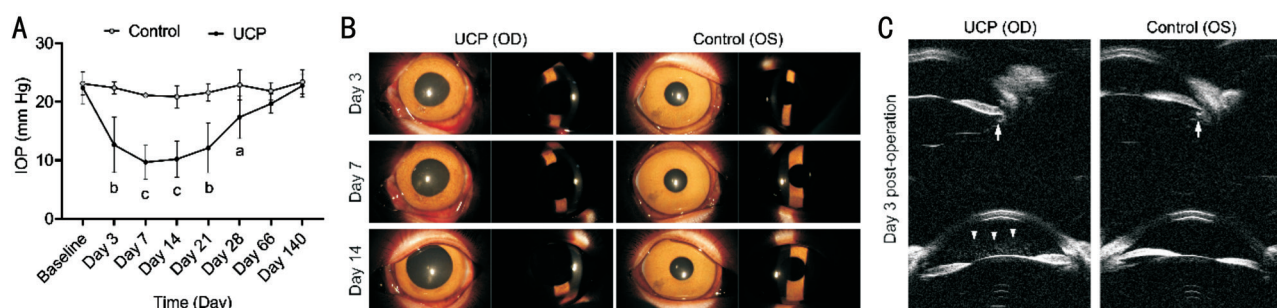 A
Control
UCP
IOP (mm Hg)
30
20
10
0
b
c
c
b
a
Baseline
Day 3
Day 7
Day 14
Day 21
Day 28
Day 66
Day 140
Time (Day)
B
UCP (OD)
Control (OS)
Day 3
Day 7
Day 14
C
UCP (OD)
Control (OS)
Day 3 post-operation